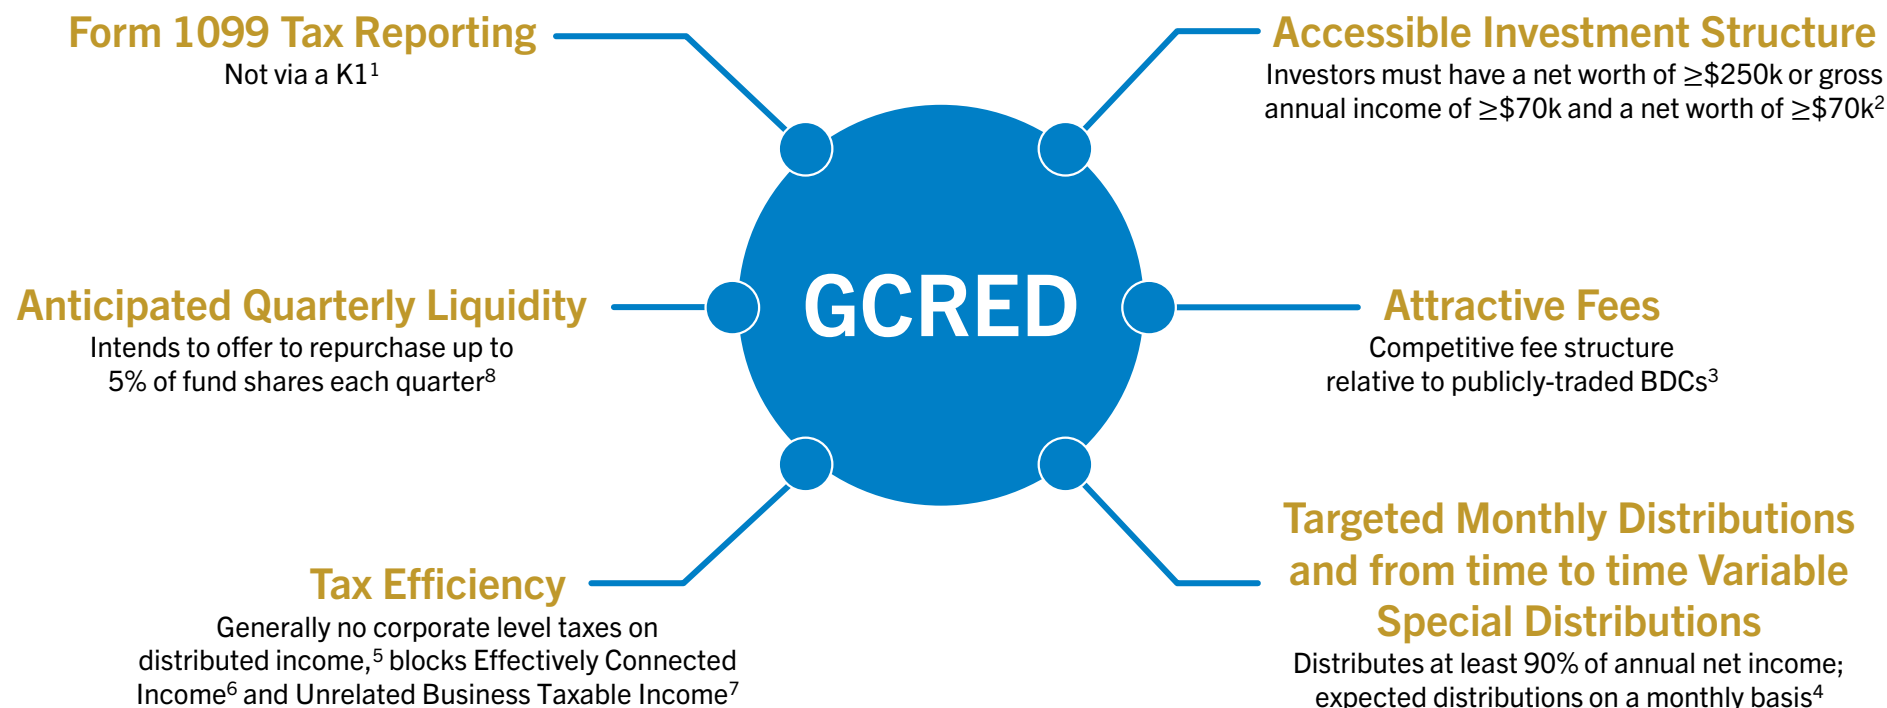 Form 1099 Tax Reporting
Not via a K1¹
Accessible Investment Structure
Investors must have a net worth of ≥$250k or gross
annual income of ≥$70k and a net worth of ≥$70k²
GCRED
Anticipated Quarterly Liquidity
Intends to offer to repurchase up to
5% of fund shares each quarter⁸
Attractive Fees
Competitive fee structure
relative to publicly-traded BDCs³
Tax Efficiency
Generally no corporate level taxes on
distributed income,⁵ blocks Effectively Connected
Income⁶ and Unrelated Business Taxable Income⁷
Targeted Monthly Distributions
and from time to time Variable
Special Distributions
Distributes at least 90% of annual net income;
expected distributions on a monthly basis⁴